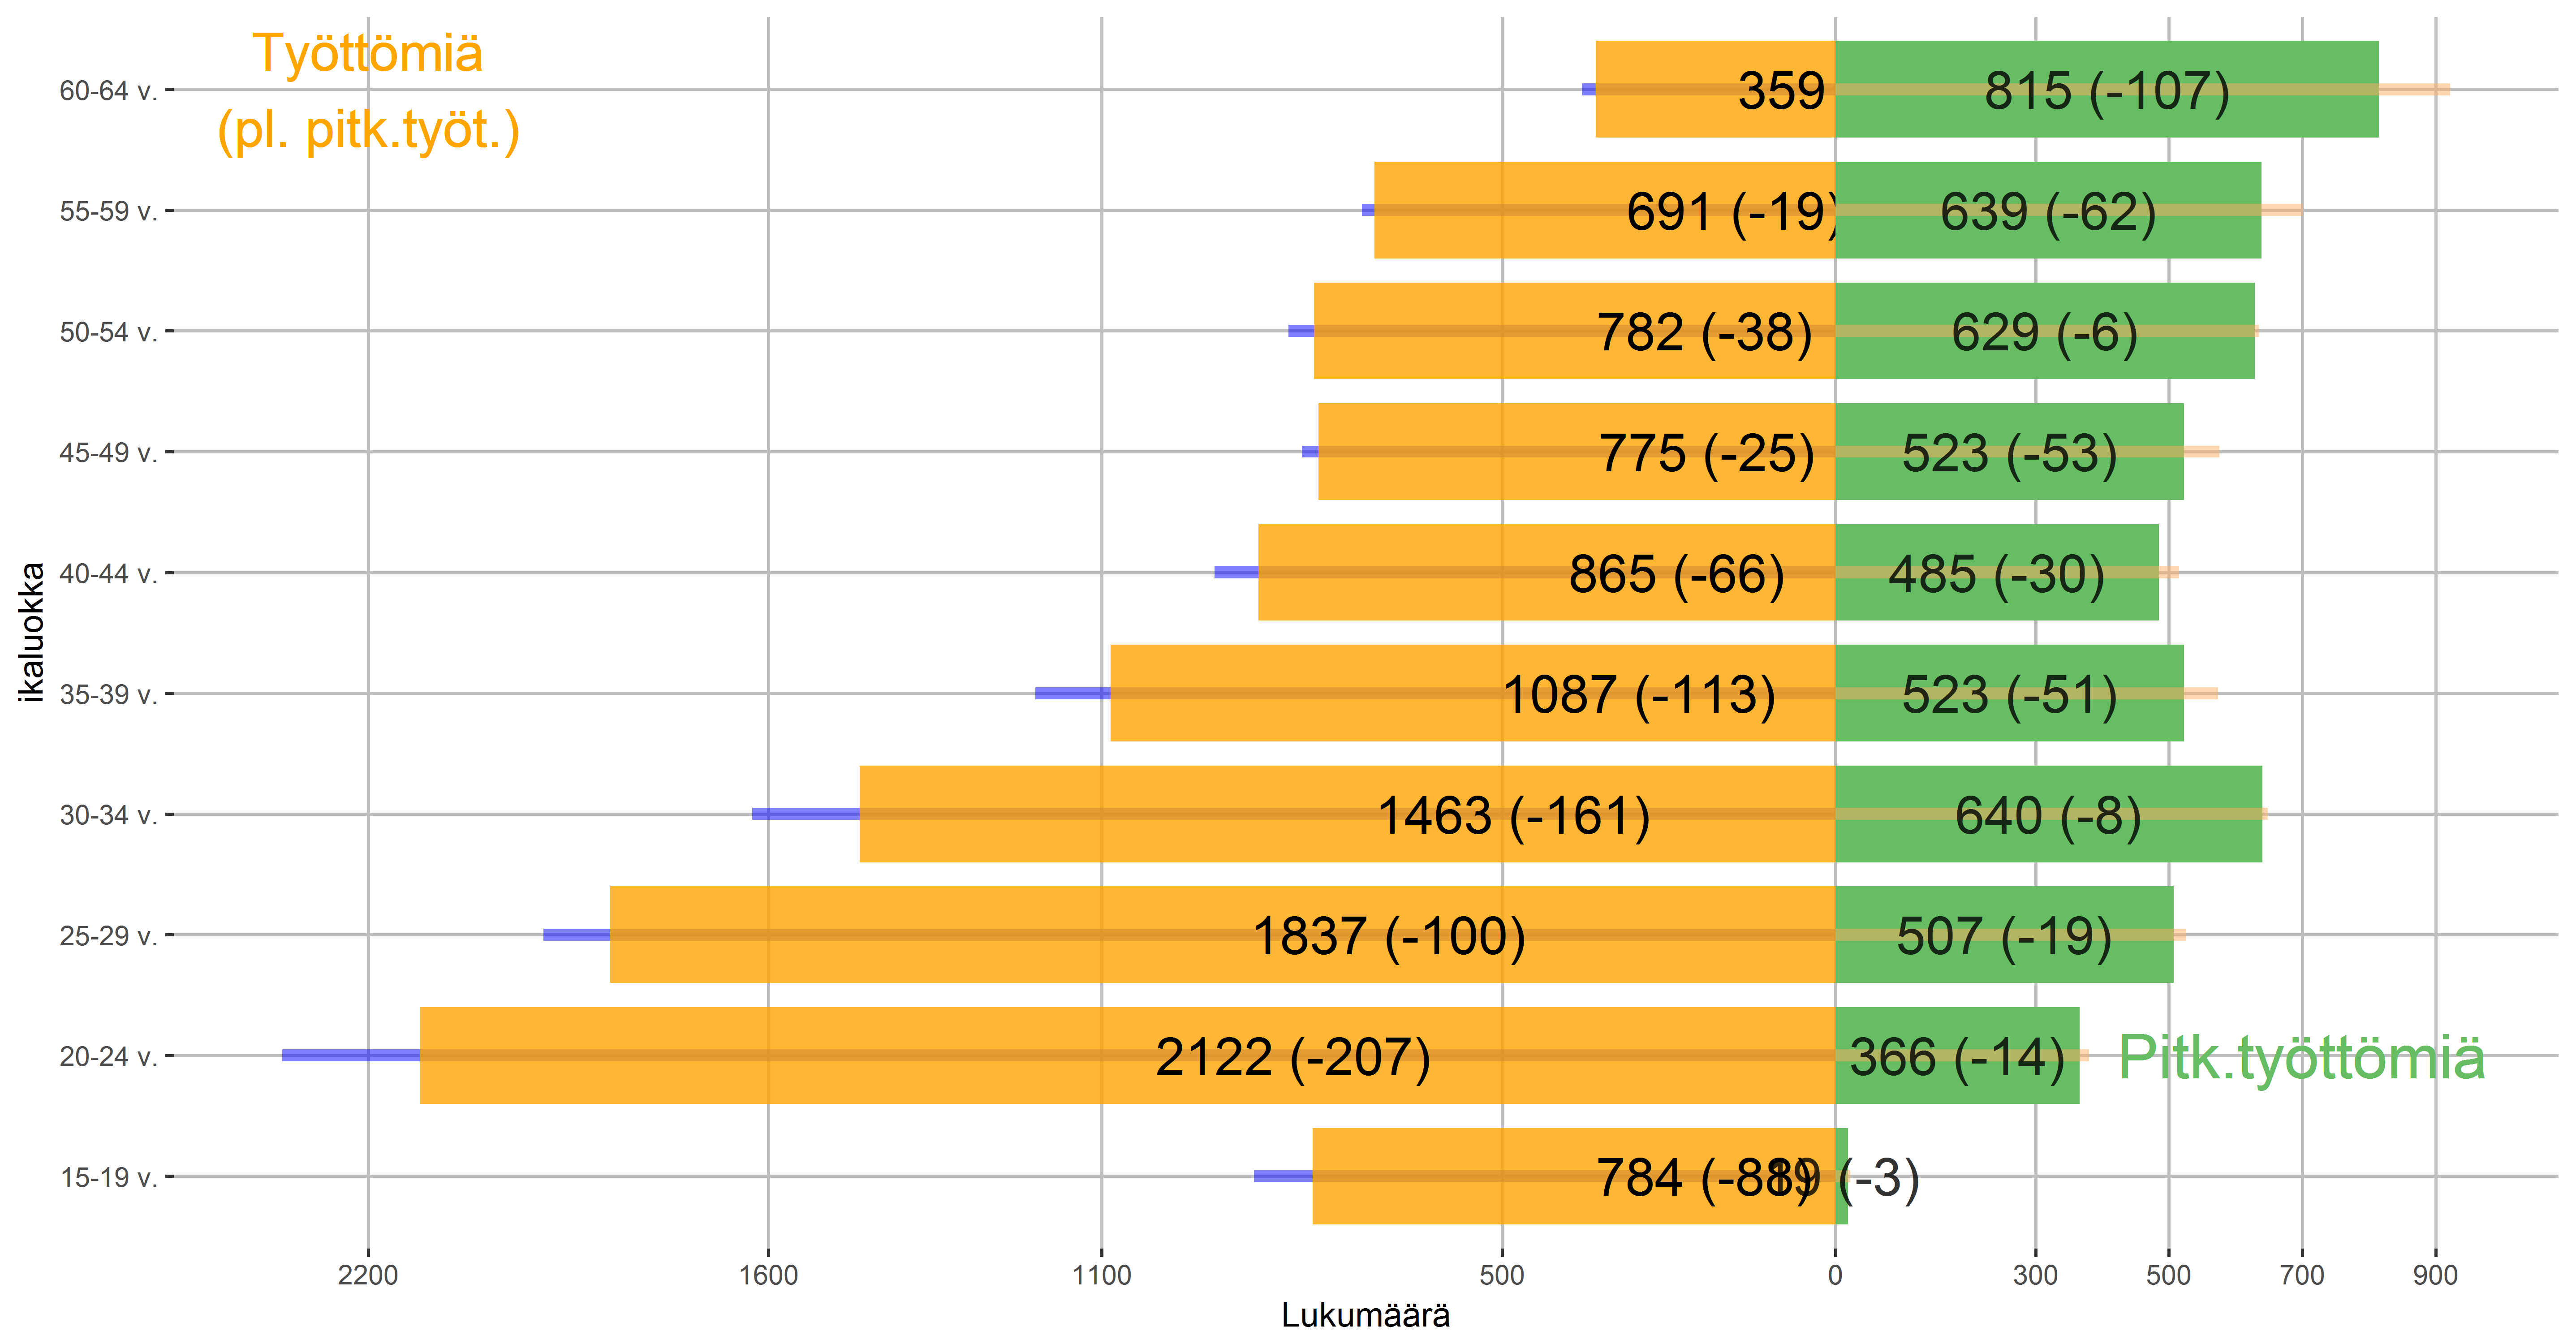 Työttömiä
(pl. pitk.työt.)
60-64 v.
359
815 (-107)
55-59 v.
691 (-19)
639 (-62)
50-54 v.
782 (-38)
629 (-6)
45-49 v.
775 (-25)
523 (-53)
40-44 v.
865 (-66)
485 (-30)
35-39 v.
1087 (-113)
523 (-51)
30-34 v.
1463 (-161)
640 (-8)
25-29 v.
1837 (-100)
507 (-19)
20-24 v.
2122 (-207)
366 (-14)
Pitk.työttömiä
15-19 v.
784 (-88)
19 (-3)
ikaluokka
2200
1600
1100
500
0
300
500
700
900
Lukumäärä